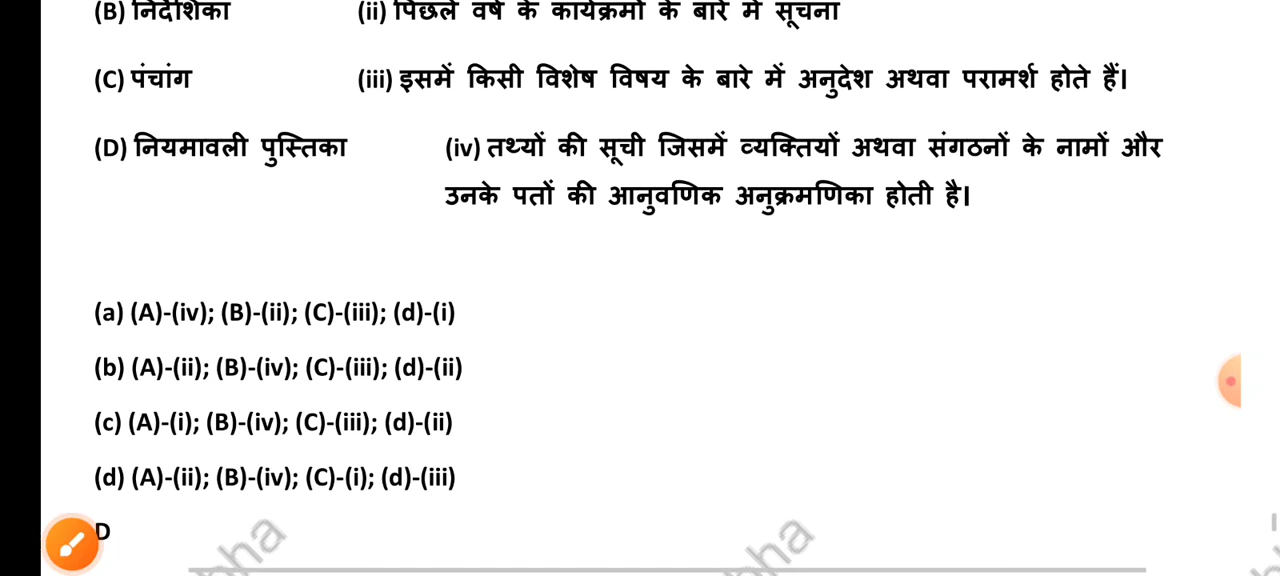 (B) निर्देशिका (ii) पिछले वर्ष के कार्यक्रमों के बारे में सूचना
(C) पंचांग (iii) इसमें किसी विशेष विषय के बारे में अनुदेश अथवा परामर्श होते हैं।
(D) नियमावली पुस्तिका (iv) तथ्यों की सूची जिसमें व्यक्तियों अथवा संगठनों के नामों और
उनके पतों की आनुवणिक अनुक्रमणिका होती है।
(a) (A)-(iv); (B)-(ii); (C)-(iii); (d)-(i)
(b) (A)-(ii); (B)-(iv); (C)-(iii); (d)-(ii)
(c) (A)-(i); (B)-(iv); (C)-(iii); (d)-(ii)
(d) (A)-(ii); (B)-(iv); (C)-(i); (d)-(iii)
D